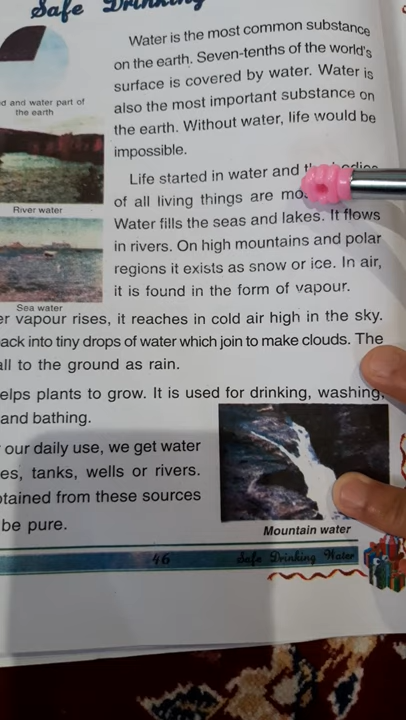 Safe Drinking
Water is the most common substance
on the earth. Seven-tenths of the world's
surface is covered by water. Water is
also the most important substance on
the earth. Without water, life would be
impossible.
d and water part of
the earth
River water
Sea water
Life started in water and
of all living things are
Water fills the seas and lakes. It flows
in rivers. On high mountains and polar
regions it exists as snow or ice. In air,
it is found in the form of vapour.
er vapour rises, it reaches in cold air high in the sky.
ack into tiny drops of water which join to make clouds. The
all to the ground as rain.
elps plants to grow. It is used for drinking, washing,
and bathing.
our daily use, we get water
es, tanks, wells or rivers.
btained from these sources
be pure.
Mountain water
46
Safe Drinking Water